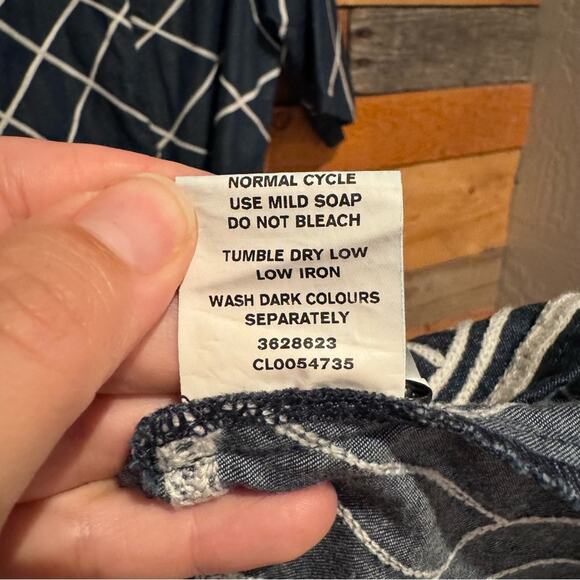 NORMAL CYCLE
USE MILD SOAP
DO NOT BLEACH
TUMBLE DRY LOW
LOW IRON
WASH DARK COLOURS
SEPARATELY
3628623
CL0054735